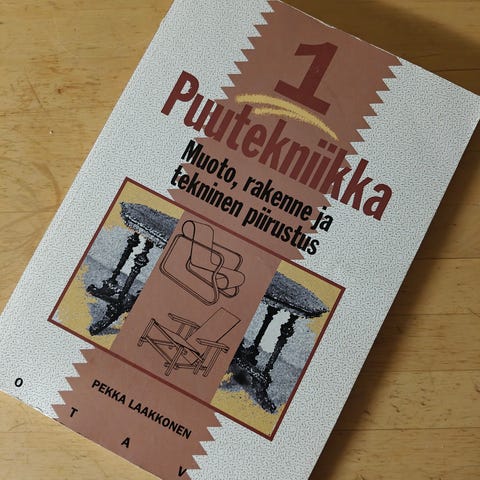 1
Puutekniikka
Muoto, rakenne ja
tekninen piirustus
PEKKA LAAKKONEN
O T A V